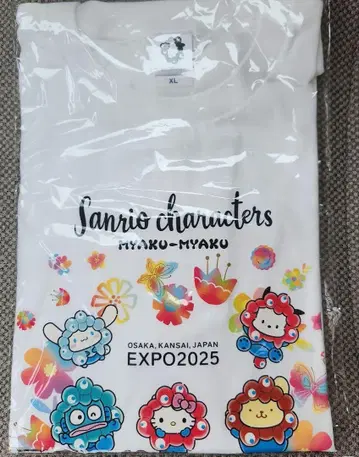 XL
Sanrio characters
MYAKU-MYAKU
OSAKA, KANSAI, JAPAN
EXPO2025